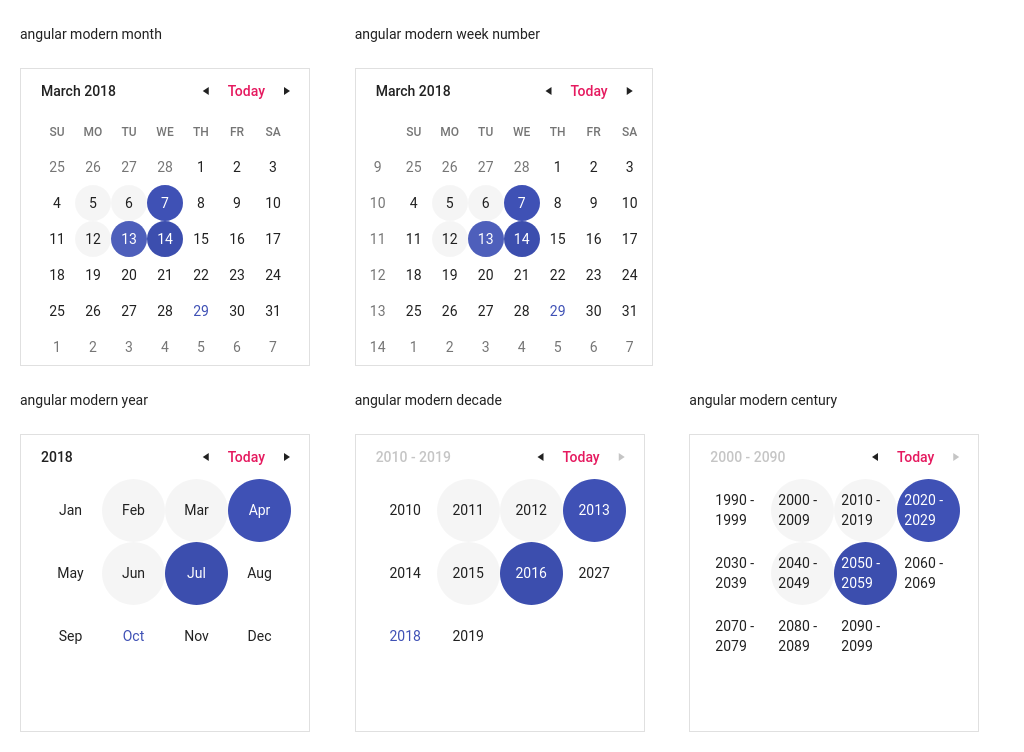 angular modern month
March 2018 ◀ Today ▶
SU MO TU WE TH FR SA
25 26 27 28 1 2 3
4 5 6 7 8 9 10
11 12 13 14 15 16 17
18 19 20 21 22 23 24
25 26 27 28 29 30 31
1 2 3 4 5 6 7
angular modern week number
March 2018 ◀ Today ▶
SU MO TU WE TH FR SA
9 25 26 27 28 1 2 3
10 4 5 6 7 8 9 10
11 11 12 13 14 15 16 17
12 18 19 20 21 22 23 24
13 25 26 27 28 29 30 31
14 1 2 3 4 5 6 7
angular modern year
2018 ◀ Today ▶
Jan Feb Mar Apr
May Jun Jul Aug
Sep Oct Nov Dec
angular modern decade
2010 - 2019 ◀ Today ▶
2010 2011 2012 2013
2014 2015 2016 2027
2018 2019
angular modern century
2000 - 2090 ◀ Today ▶
1990 - 2000 - 2010 - 2020 -
1999 2009 2019 2029
2030 - 2040 - 2050 - 2060 -
2039 2049 2059 2069
2070 - 2080 - 2090 -
2079 2089 2099